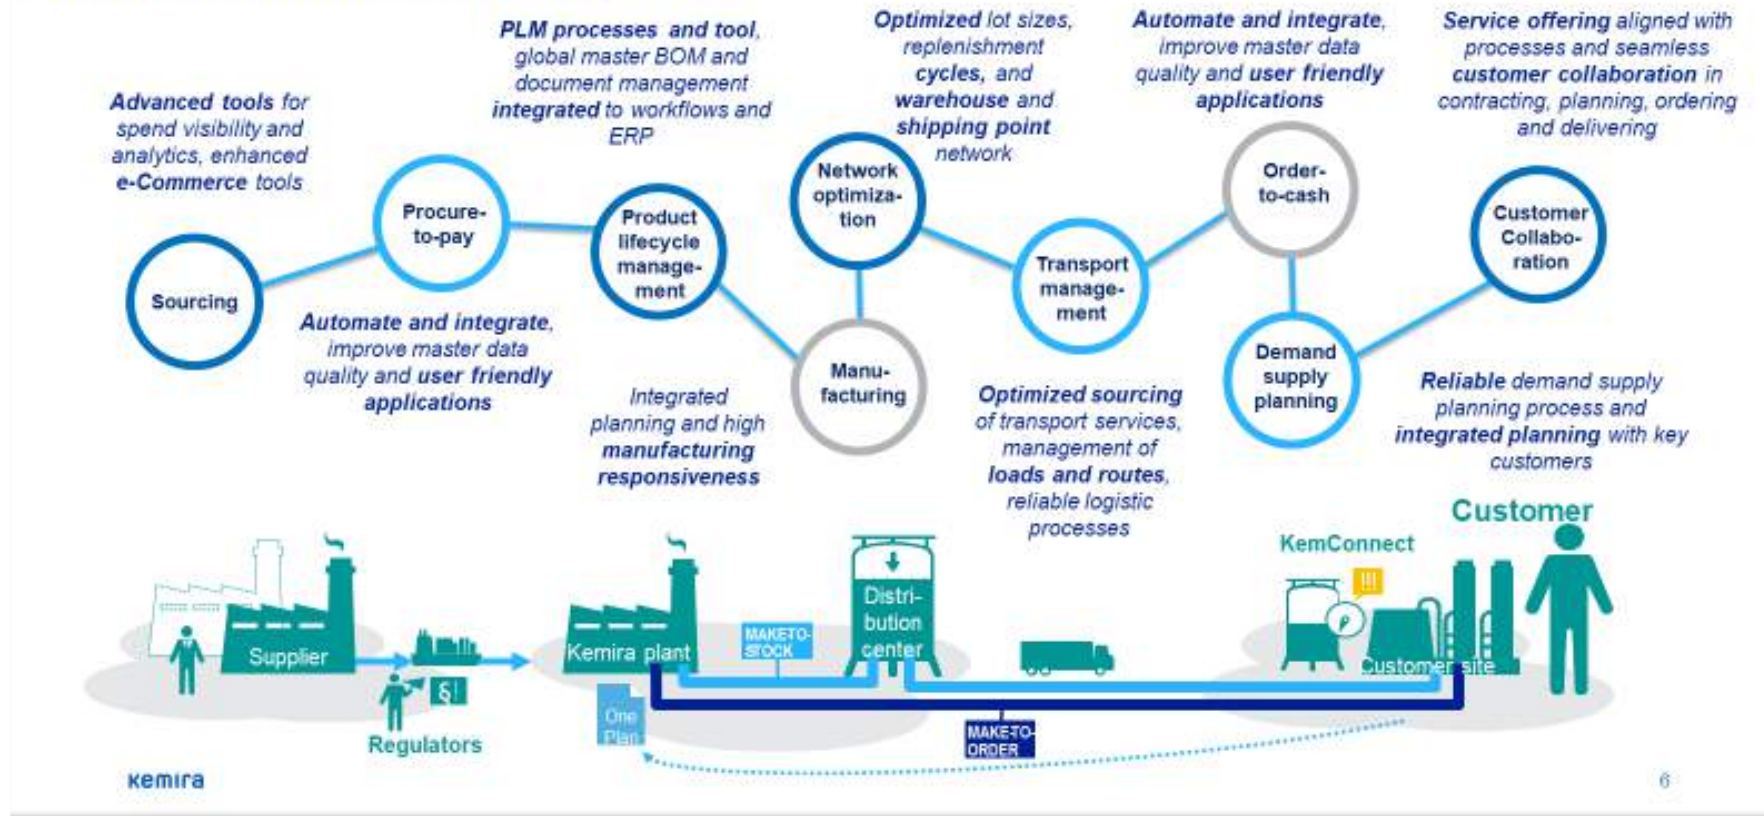 Advanced tools for
spend visibility and
analytics, enhanced
e-Commerce tools
Sourcing
Procure-
to-pay
Automate and integrate,
improve master data
quality and user friendly
applications
PLM processes and tool,
global master BOM and
document management
integrated to workflows and
ERP
Product
lifecycle
manage-
ment
Integrated
planning and high
manufacturing
responsiveness
Manu-
facturing
Optimized lot sizes,
replenishment
cycles, and
warehouse and
shipping point
network
Network
optimiza-
tion
Transport
manage-
ment
Optimized sourcing
of transport services,
management of
loads and routes,
reliable logistic
processes
Automate and integrate,
improve master data
quality and user friendly
applications
Order-
to-cash
Demand
supply
planning
Reliable demand supply
planning process and
integrated planning with key
customers
Service offering aligned with
processes and seamless
customer collaboration in
contracting, planning, ordering
and delivering
Customer
Collabo-
ration
Supplier
§!
Regulators
Kemira plant
One
Plan
MAKETO-
STOCK
Distri-
bution
center
MAKE-TO-
ORDER
KemConnect
!!!
Customer
Customer site
kemira
6